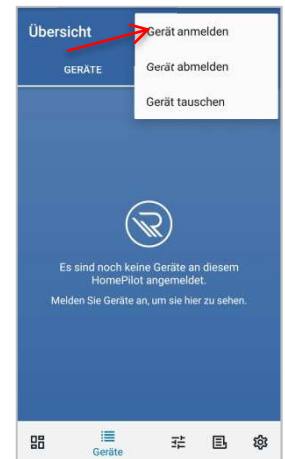 Übersicht
Gerät anmelden
GERÄTE
Gerät abmelden
Gerät tauschen
Es sind noch keine Geräte an diesem
HomePilot angemeldet.
Melden Sie Geräte an, um sie hier zu sehen.
Geräte